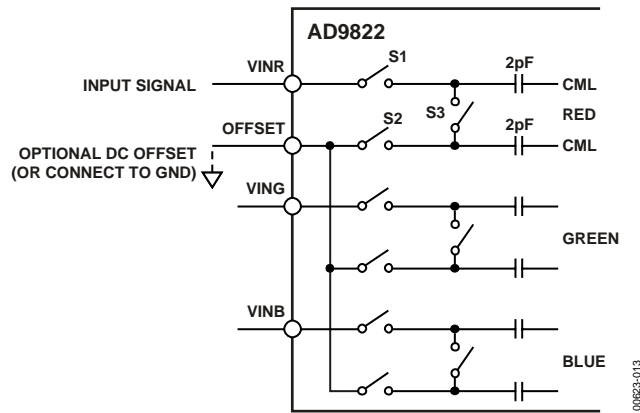 AD9822
VINR
S1
2pF
INPUT SIGNAL
CML
RED
OFFSET
S2
S3
2pF
CML
OPTIONAL DC OFFSET
(OR CONNECT TO GND)
VING
GREEN
VINB
BLUE
00623-013